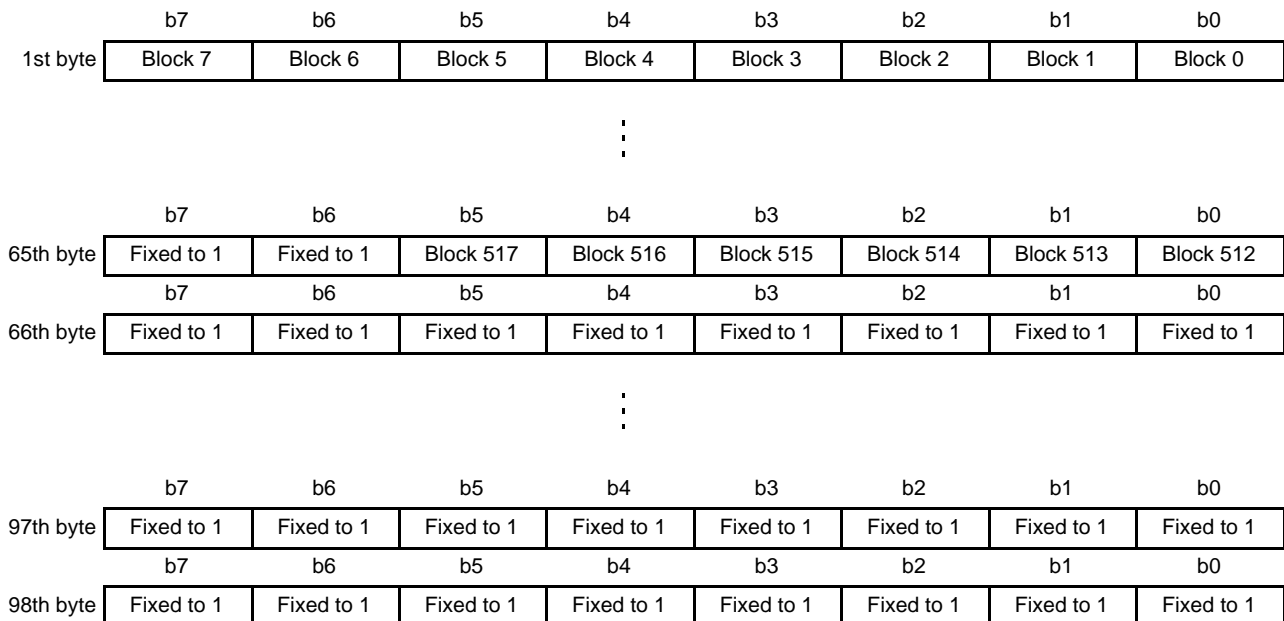 b7 b6 b5 b4 b3 b2 b1 b0
1st byte Block 7 Block 6 Block 5 Block 4 Block 3 Block 2 Block 1 Block 0
b7 b6 b5 b4 b3 b2 b1 b0
65th byte Fixed to 1 Fixed to 1 Block 517 Block 516 Block 515 Block 514 Block 513 Block 512
b7 b6 b5 b4 b3 b2 b1 b0
66th byte Fixed to 1 Fixed to 1 Fixed to 1 Fixed to 1 Fixed to 1 Fixed to 1 Fixed to 1 Fixed to 1
b7 b6 b5 b4 b3 b2 b1 b0
97th byte Fixed to 1 Fixed to 1 Fixed to 1 Fixed to 1 Fixed to 1 Fixed to 1 Fixed to 1 Fixed to 1
b7 b6 b5 b4 b3 b2 b1 b0
98th byte Fixed to 1 Fixed to 1 Fixed to 1 Fixed to 1 Fixed to 1 Fixed to 1 Fixed to 1 Fixed to 1